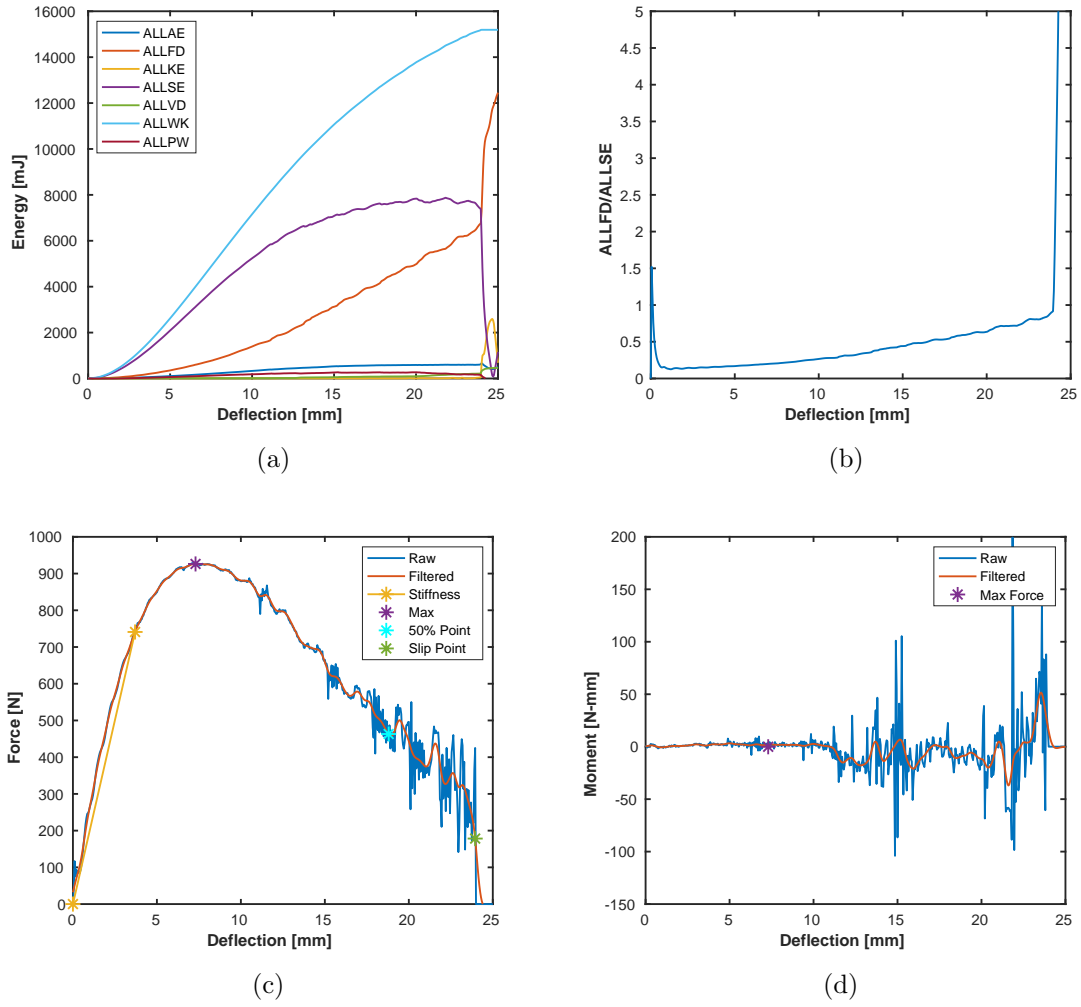 16000
14000
12000
10000
8000
6000
4000
2000
0
Energy [mJ]
ALLAE
ALLFD
ALLKE
ALLSE
ALLVD
ALLWK
ALLPW
0 5 10 15 20 25
Deflection [mm]
(a)
5
4.5
4
3.5
3
2.5
2
1.5
1
0.5
0
ALLFD/ALLSE
0 5 10 15 20 25
Deflection [mm]
(b)
1000
900
800
700
600
500
400
300
200
100
0
Force [N]
Raw
Filtered
Stiffness
Max
50% Point
Slip Point
0 5 10 15 20 25
Deflection [mm]
(c)
200
150
100
50
0
-50
-100
-150
Moment [N-mm]
Raw
Filtered
Max Force
0 5 10 15 20 25
Deflection [mm]
(d)